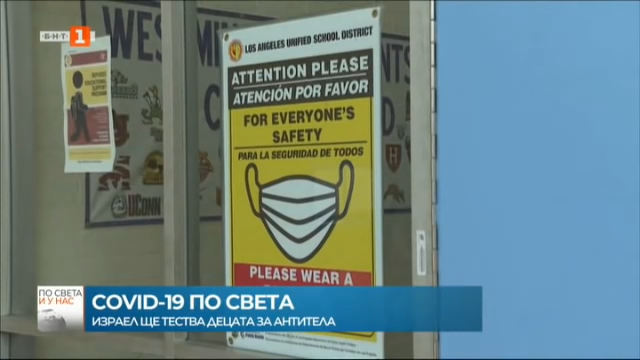 БНТ 1
WESTMIN
LOS ANGELES UNIFIED SCHOOL DISTRICT
ATTENTION PLEASE
ATENCIÓN POR FAVOR
FOR EVERYONE'S
SAFETY
PARA LA SEGURIDAD DE TODOS
PLEASE WEAR A
UCONN
ПО СВЕТА
И У НАС
COVID-19 ПО СВЕТА
ИЗРАЕЛ ЩЕ ТЕСТВА ДЕЦАТА ЗА АНТИТЕЛА